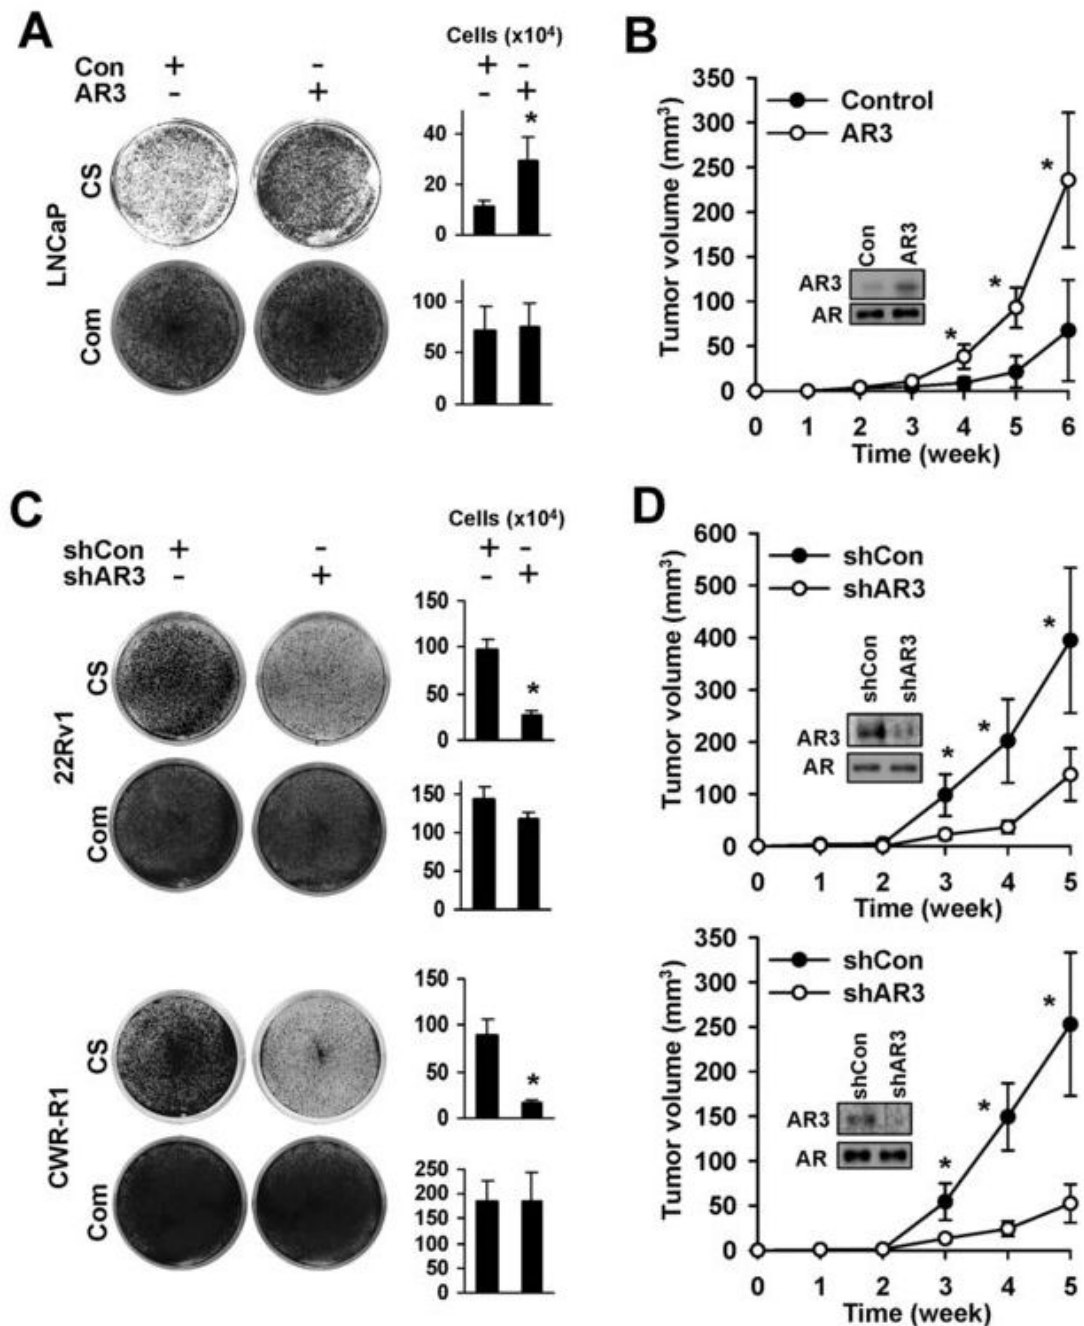 A
Con + -
AR3 - +
Cells (x10⁴)
+ -
- +
LNCaP
CS
40
20
0
*
Com
100
50
0
B
350
300
250
200
150
100
50
0
Tumor volume (mm³)
Control
AR3
Con AR3
AR3
AR
* * *
0 1 2 3 4 5 6
Time (week)
C
shCon + -
shAR3 - +
Cells (x10⁴)
+ -
- +
22Rv1
CS
150
100
50
0
*
Com
150
100
50
0
CWR-R1
CS
150
100
50
0
*
Com
250
200
150
100
50
0
D
600
500
400
300
200
100
0
Tumor volume (mm³)
shCon
shAR3
shCon shAR3
AR3
AR
* * *
0 1 2 3 4 5
Time (week)
350
300
250
200
150
100
50
0
Tumor volume (mm³)
shCon
shAR3
shCon shAR3
AR3
AR
* * *
0 1 2 3 4 5
Time (week)